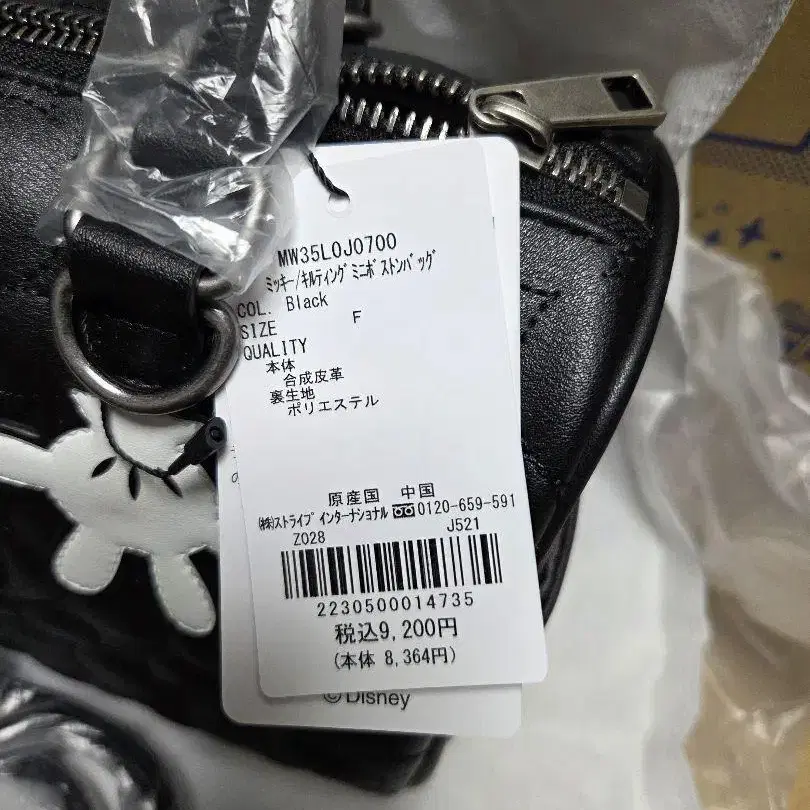 MW35L0J0700
ﾐｯｷｰ/ｷﾙﾃｨﾝｸﾞﾐﾆﾎﾞｽﾄﾝﾊﾞｯｸﾞ
COL. Black
SIZE F
QUALITY
本体
合成皮革
裏生地
ポリエステル
原産国 中国
㈱ｽﾄﾗｲﾌﾟｲﾝﾀｰﾅｼｮﾅﾙ 0120-659-591
Z028 J521
2230500014735
税込9,200円
(本体 8,364円)
©Disney